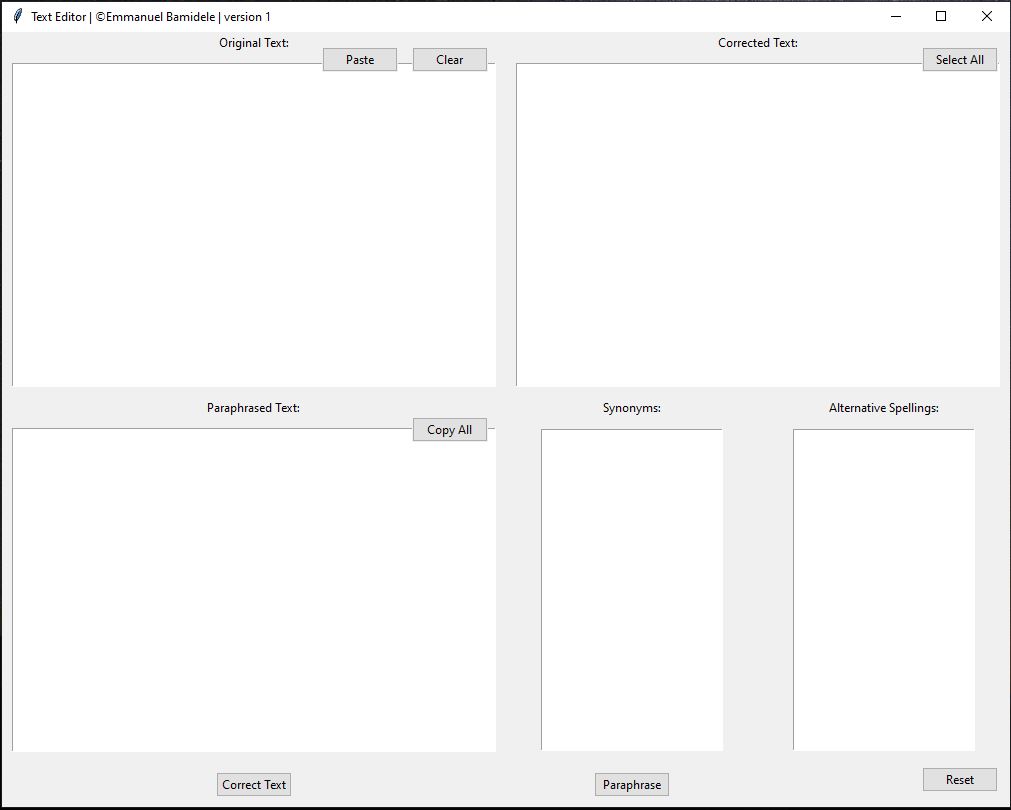 Text Editor | ©Emmanuel Bamidele | version 1
Original Text:
Paste
Clear
Corrected Text:
Select All
Paraphrased Text:
Copy All
Synonyms:
Alternative Spellings:
Correct Text
Paraphrase
Reset